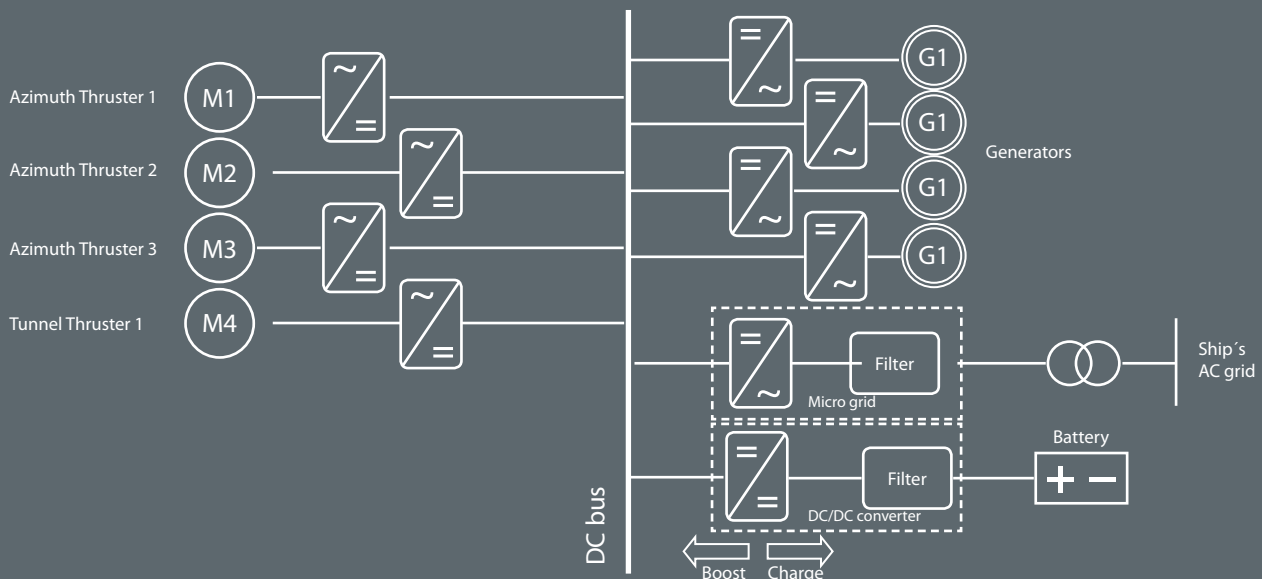 Azimuth Thruster 1
M1
Azimuth Thruster 2
M2
Azimuth Thruster 3
M3
Tunnel Thruster 1
M4
DC bus
G1
G1
G1
G1
Generators
Filter
Micro grid
Ship´s
AC grid
Battery
Filter
DC/DC converter
Boost
Charge